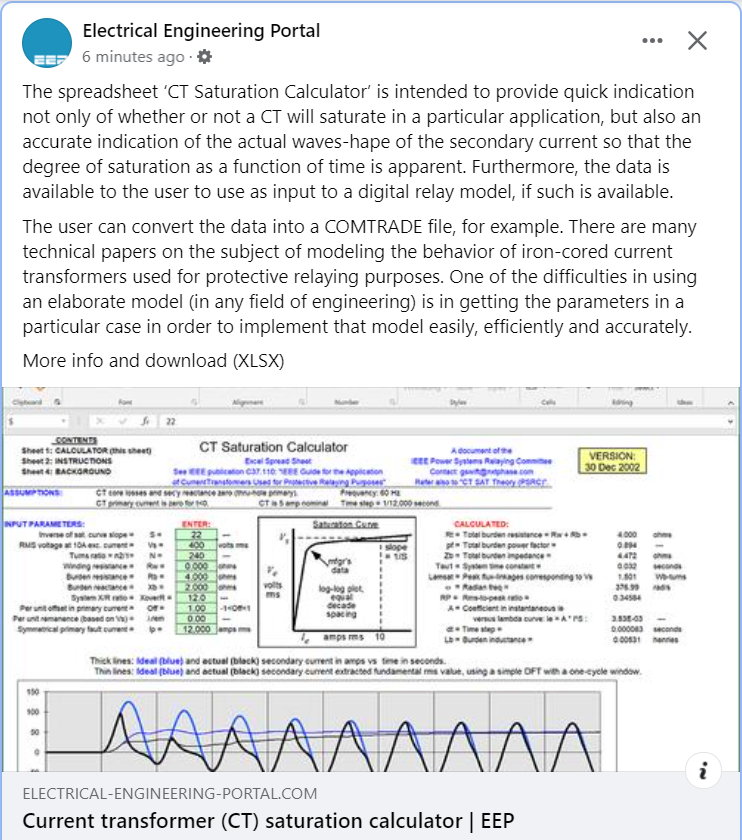 Electrical Engineering Portal
6 minutes ago ·
EEP
The spreadsheet ‘CT Saturation Calculator’ is intended to provide quick indication
not only of whether or not a CT will saturate in a particular application, but also an
accurate indication of the actual waves-hape of the secondary current so that the
degree of saturation as a function of time is apparent. Furthermore, the data is
available to the user to use as input to a digital relay model, if such is available.
The user can convert the data into a COMTRADE file, for example. There are many
technical papers on the subject of modeling the behavior of iron-cored current
transformers used for protective relaying purposes. One of the difficulties in using
an elaborate model (in any field of engineering) is in getting the parameters in a
particular case in order to implement that model easily, efficiently and accurately.
More info and download (XLSX)
Clipboard Font Alignment Number Styles Cells Editing Ideas
S fx 22
CONTENTS
Sheet 1: CALCULATOR (this sheet)
Sheet 2: INSTRUCTIONS
Sheet 4: BACKGROUND
CT Saturation Calculator
Excel Spread Sheet
See IEEE publication C37.110: "IEEE Guide for the Application
of Current Transformers Used for Protective Relaying Purposes"
A document of the
IEEE Power Systems Relaying Committee
Contact: gswift@nxtphase.com
Refer also to "CT SAT Theory (PSRC)".
VERSION:
30 Dec 2002
ASSUMPTIONS: CT core losses and sec'y reactance zero (thru-hole primary). Frequency: 60 Hz
CT primary current is zero for t<0. CT is 5 amp nominal Time step = 1/12,000 second.
INPUT PARAMETERS: ENTER:
Inverse of sat. curve slope = S = 22 ---
RMS voltage at 10A exc. current = Vs = 400 volts rms
Turns ratio = n2/1= N = 240 ---
Winding resistance = Rw = 0.000 ohms
Burden resistance = Rb = 4.000 ohms
Burden reactance = Xb = 2.000 ohms
System X/R ratio = XoverR = 12.0 ---
Per unit offset in primary current = Off = 1.00 -1<Off<1
Per unit remanence (based on Vs) = λrem 0.00 ---
Symmetrical primary fault current = Ip = 12,000 amps rms
Saturation Curve
Vs
slope
= 1/S
mfgr's
data
Ve
volts
rms
log-log plot,
equal
decade
spacing
Ie amps rms 10
CALCULATED:
Rt = Total burden resistance = Rw + Rb = 4.000 ohms
pf = Total burden power factor = 0.894 ---
Zb = Total burden impedance = 4.472 ohms
Tau1 = System time constant = 0.032 seconds
Lamsat = Peak flux-linkages corresponding to Vs 1.501 Wb-turns
ω = Radian freq = 376.99 rad/s
RP = Rms-to-peak ratio = 0.34584
A = Coefficient in instantaneous ie
versus lambda curve: ie = A * l^S : 3.83E-03 ---
dt = Time step = 0.000083 seconds
Lb = Burden inductance = 0.00531 henries
Thick lines: Ideal (blue) and actual (black) secondary current in amps vs time in seconds.
Thin lines: Ideal (blue) and actual (black) secondary current extracted fundamental rms value, using a simple DFT with a one-cycle window.
150
100
50
0
ELECTRICAL-ENGINEERING-PORTAL.COM
Current transformer (CT) saturation calculator | EEP